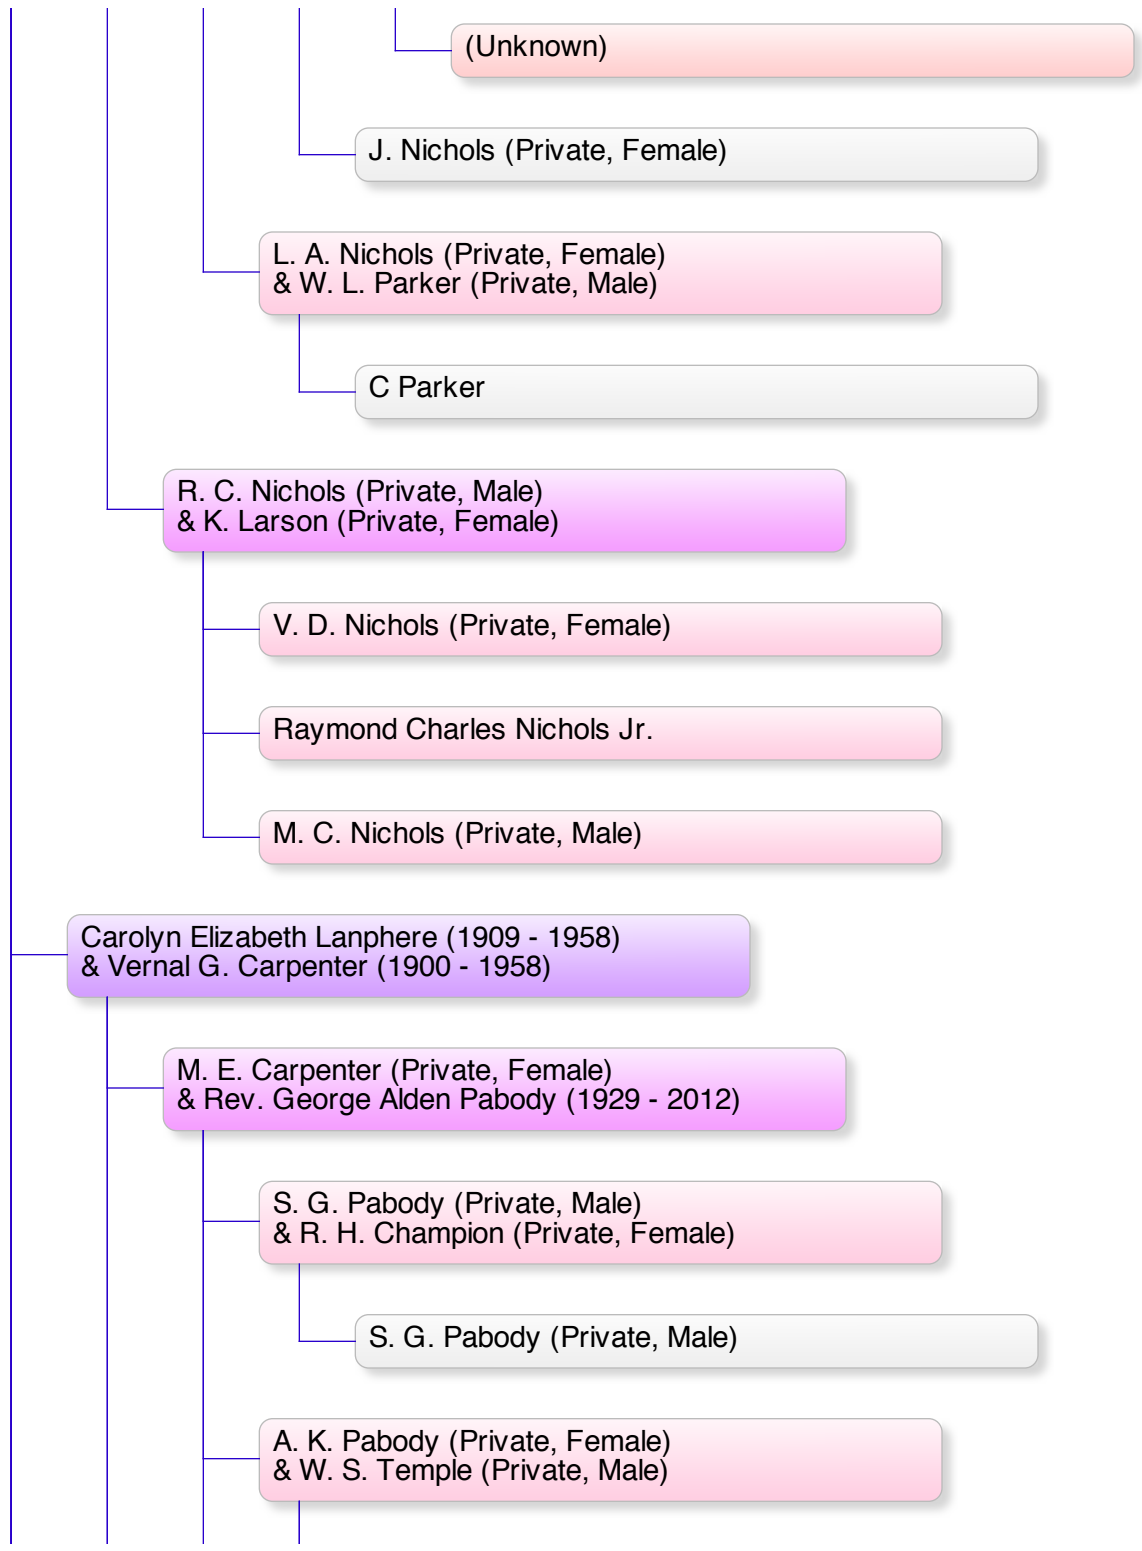 (Unknown)
J. Nichols (Private, Female)
L. A. Nichols (Private, Female)
& W. L. Parker (Private, Male)
C Parker
R. C. Nichols (Private, Male)
& K. Larson (Private, Female)
V. D. Nichols (Private, Female)
Raymond Charles Nichols Jr.
M. C. Nichols (Private, Male)
Carolyn Elizabeth Lanphere (1909 - 1958)
& Vernal G. Carpenter (1900 - 1958)
M. E. Carpenter (Private, Female)
& Rev. George Alden Pabody (1929 - 2012)
S. G. Pabody (Private, Male)
& R. H. Champion (Private, Female)
S. G. Pabody (Private, Male)
A. K. Pabody (Private, Female)
& W. S. Temple (Private, Male)